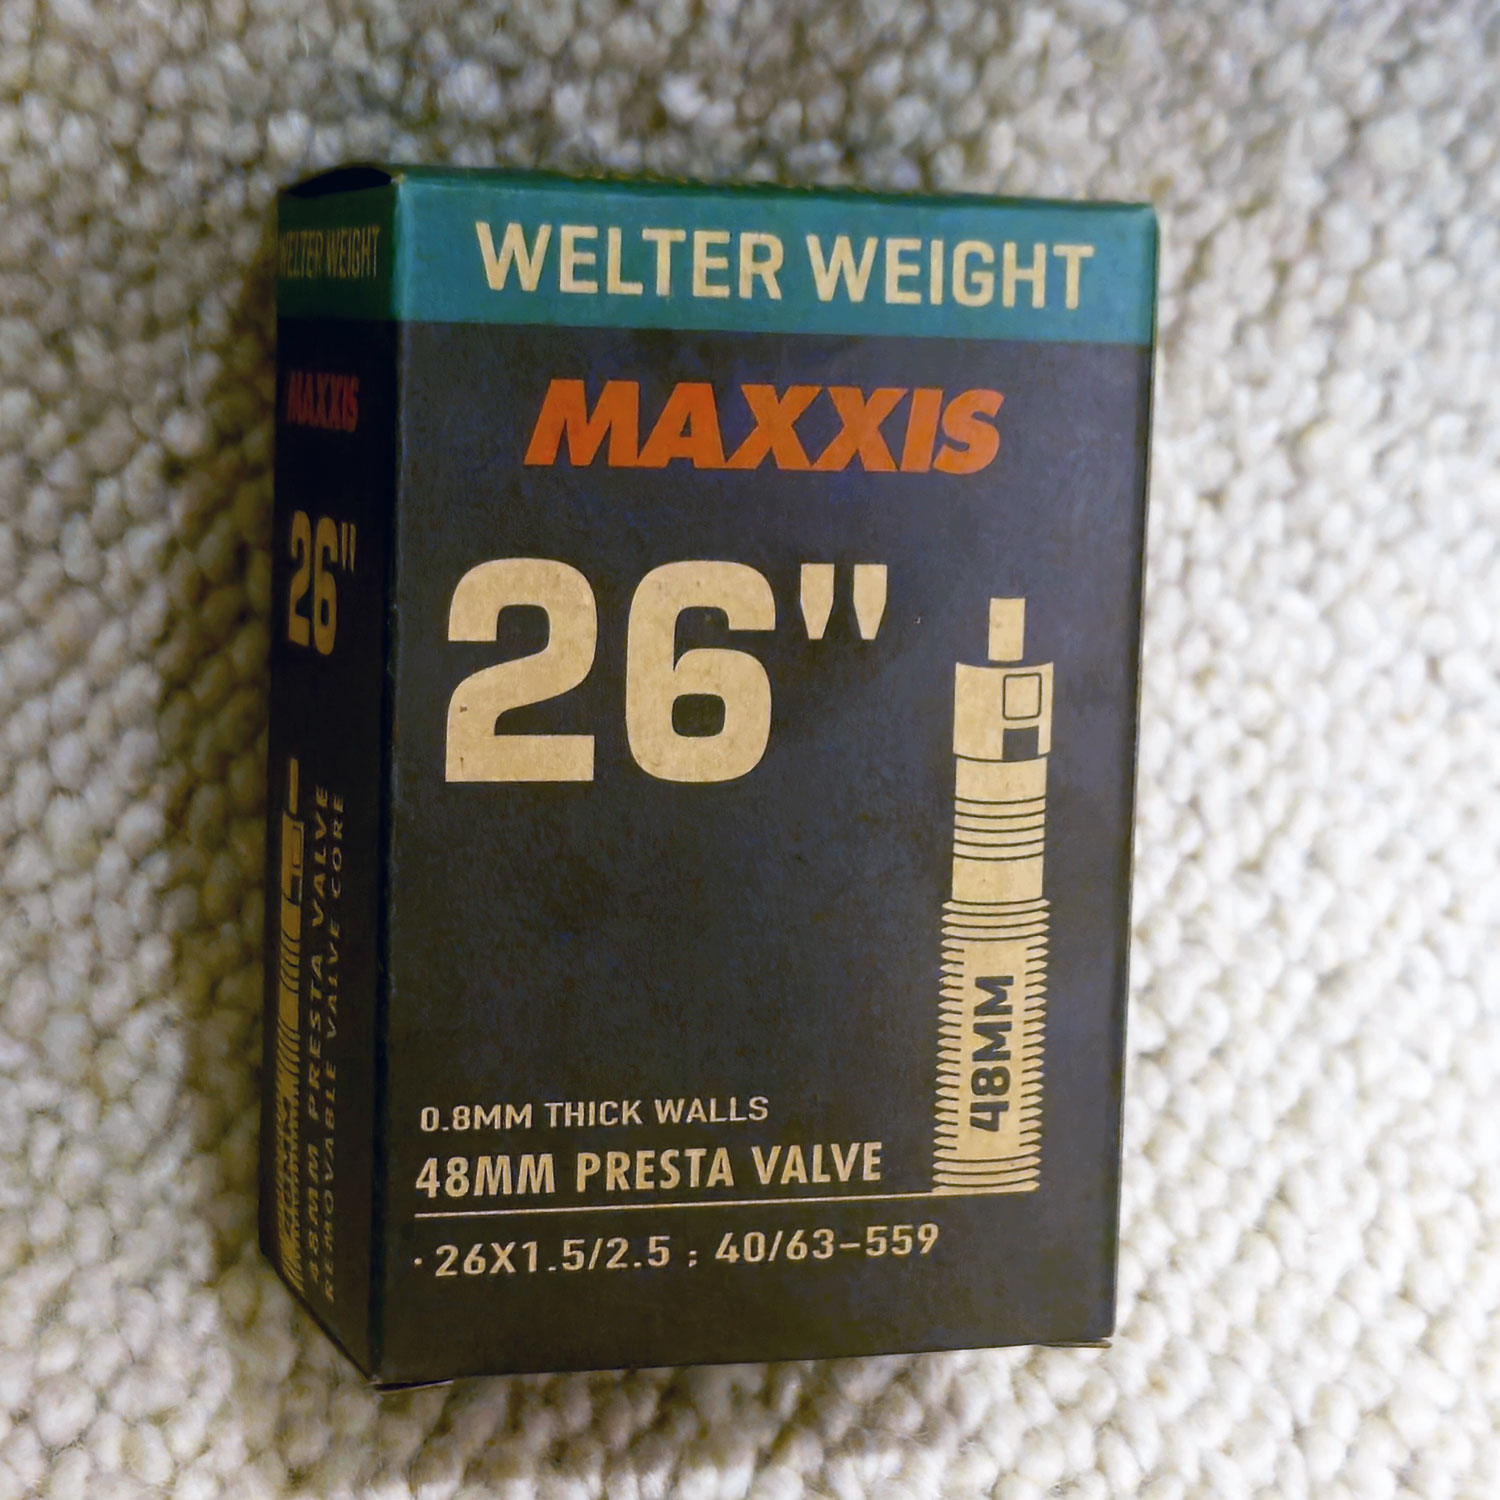 WELTER WEIGHT
MAXXIS
26"
48MM
0.8MM THICK WALLS
48MM PRESTA VALVE
·26X1.5/2.5 ; 40/63-559
WELTER WEIGHT
MAXXIS
26"
48MM PRESTA VALVE
REMOVABLE VALVE CORE